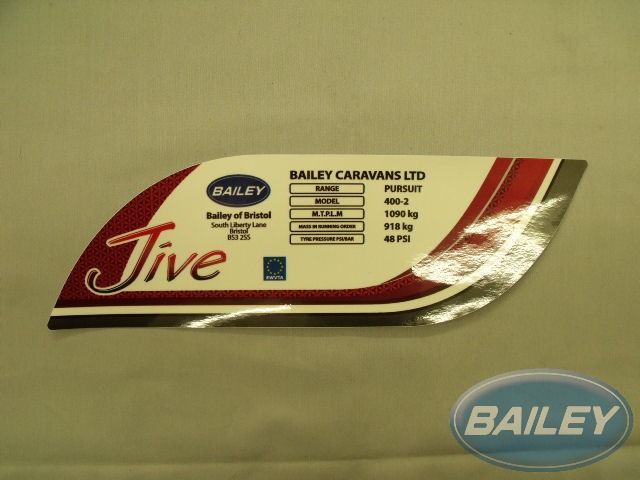 BAILEY
Bailey of Bristol
South Liberty Lane
Bristol
BS3 2SS
Jive
EWVTA
BAILEY CARAVANS LTD
RANGE PURSUIT
MODEL 400-2
M.T.P.L.M 1090 kg
MASS IN RUNNING ORDER 918 kg
TYRE PRESSURE PSI/BAR 48 PSI
BAILEY